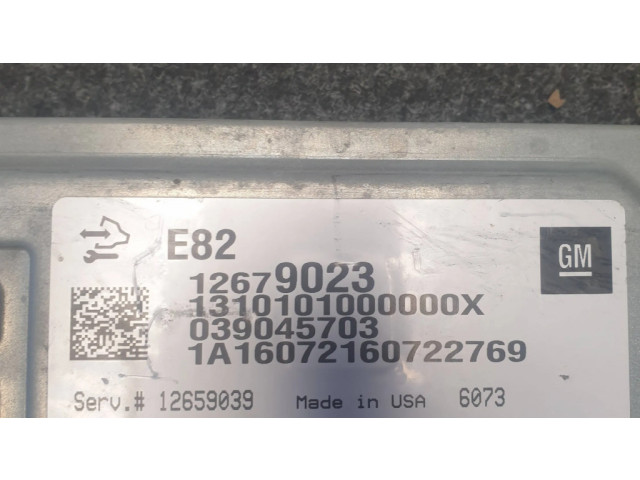 E82
GM
12679023
1310101000000X
039045703
1A16072160722769
Serv.# 12659039 Made in USA 6073